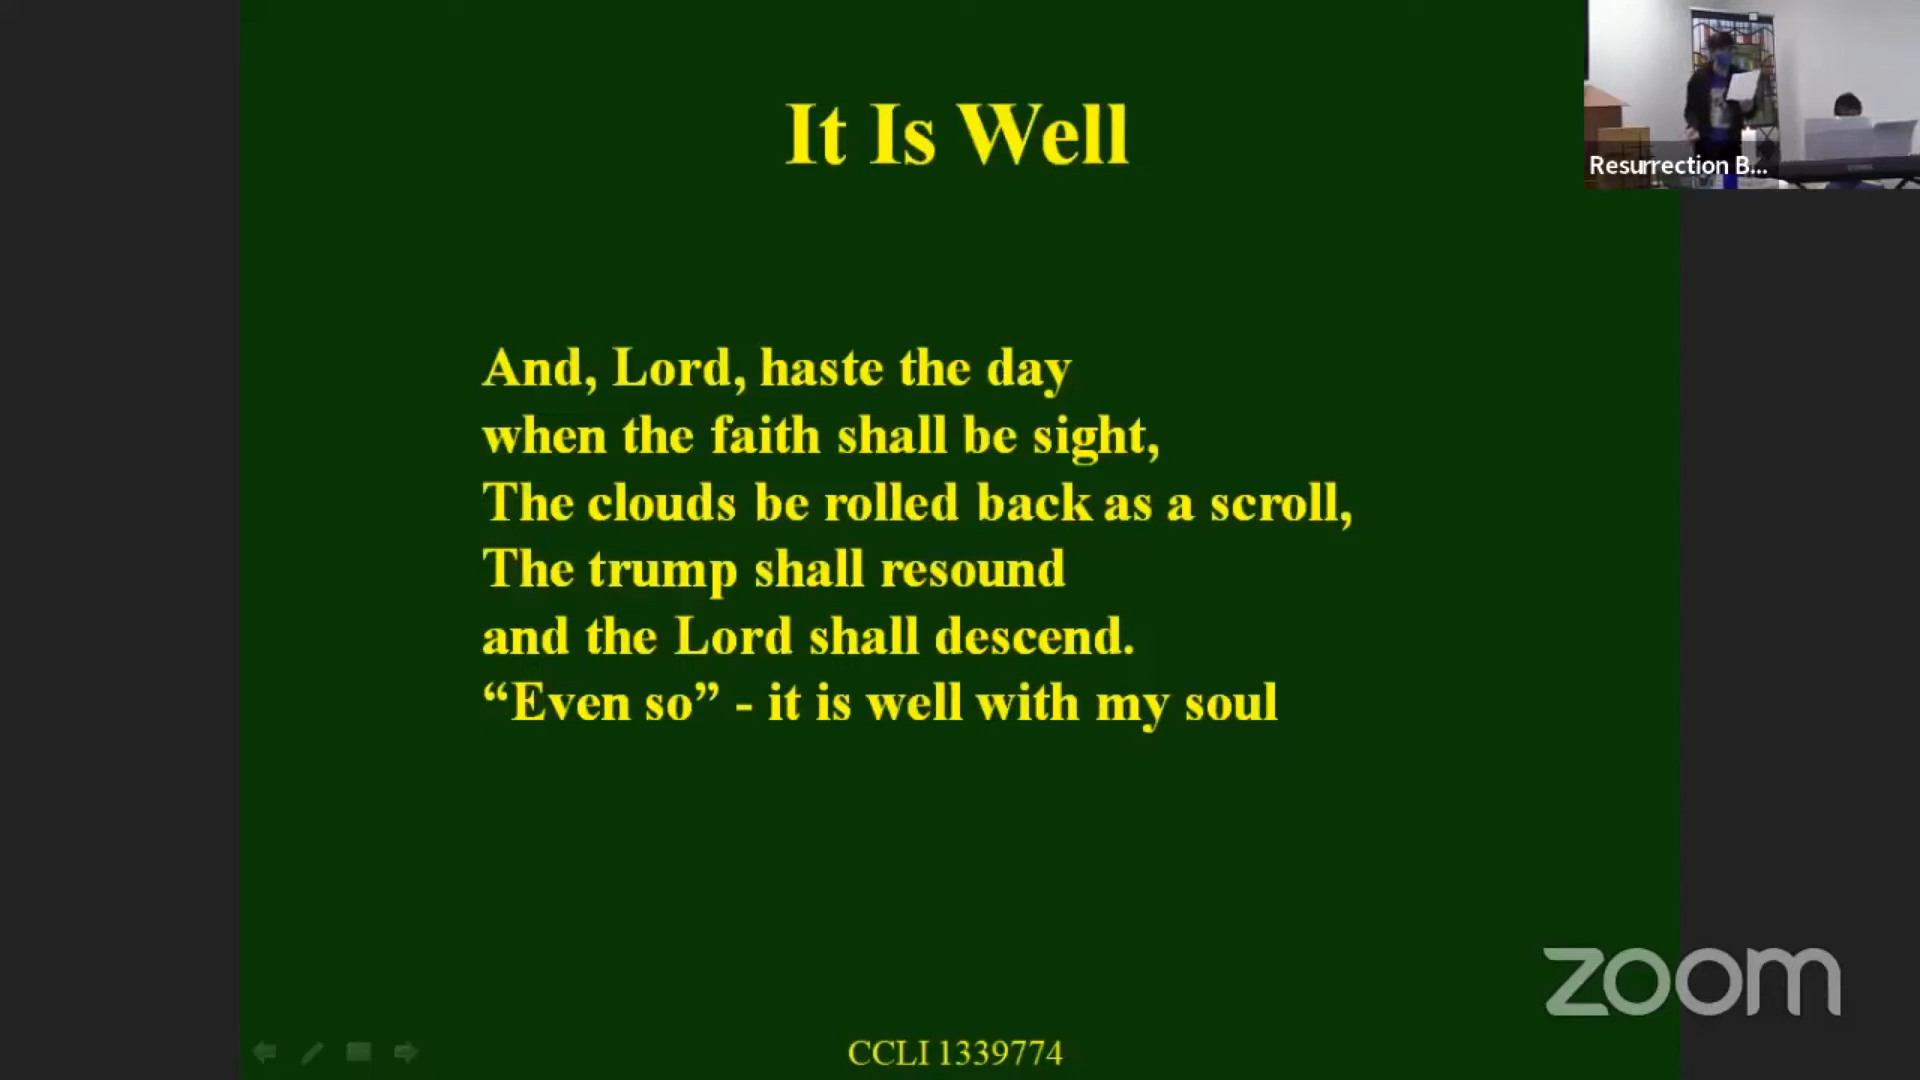 It Is Well
And, Lord, haste the day
when the faith shall be sight,
The clouds be rolled back as a scroll,
The trump shall resound
and the Lord shall descend.
“Even so” - it is well with my soul
CCLI 1339774
Resurrection B...
zoom